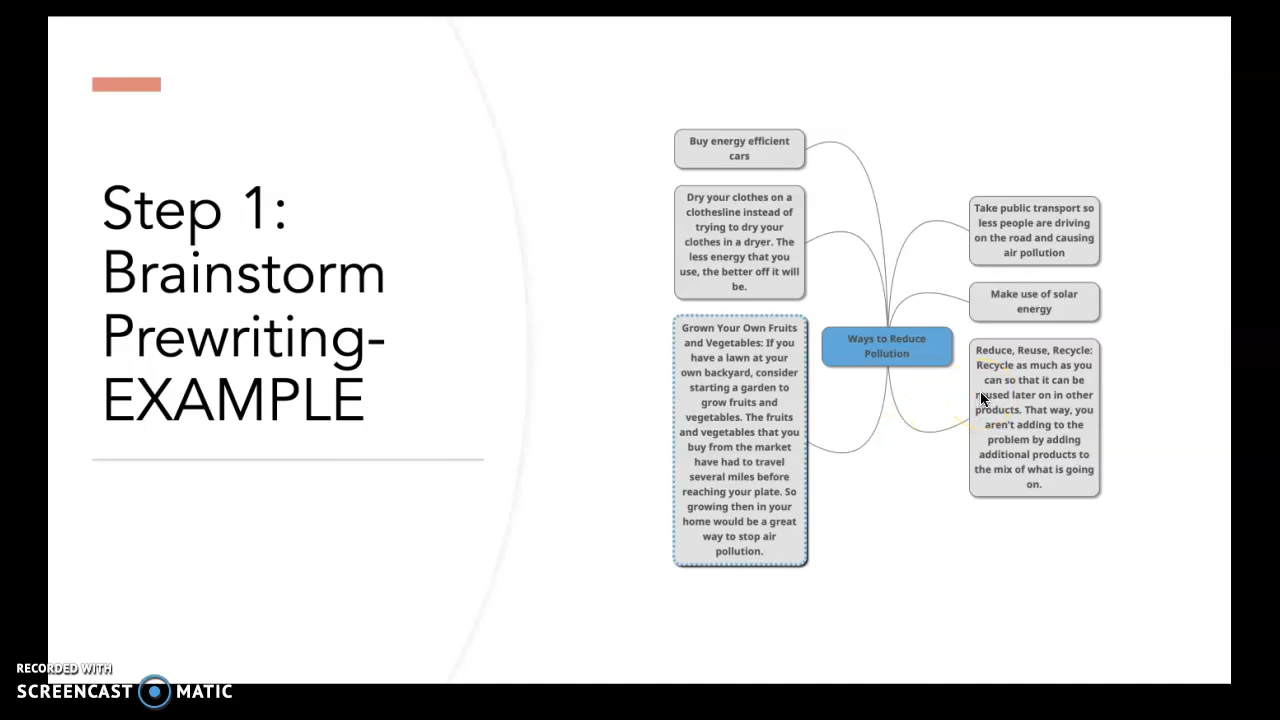 Step 1:
Brainstorm
Prewriting-
EXAMPLE
Buy energy efficient
cars
Dry your clothes on a
clothesline instead of
trying to dry your
clothes in a dryer. The
less energy that you
use, the better off it will
be.
Grown Your Own Fruits
and Vegetables: If you
have a lawn at your
own backyard, consider
starting a garden to
grow fruits and
vegetables. The fruits
and vegetables that you
buy from the market
have had to travel
several miles before
reaching your plate. So
growing then in your
home would be a great
way to stop air
pollution.
Ways to Reduce
Pollution
Take public transport so
less people are driving
on the road and causing
air pollution
Make use of solar
energy
Reduce, Reuse, Recycle:
Recycle as much as you
can so that it can be
reused later on in other
products. That way, you
aren't adding to the
problem by adding
additional products to
the mix of what is going
on.
RECORDED WITH
SCREENCAST MATIC